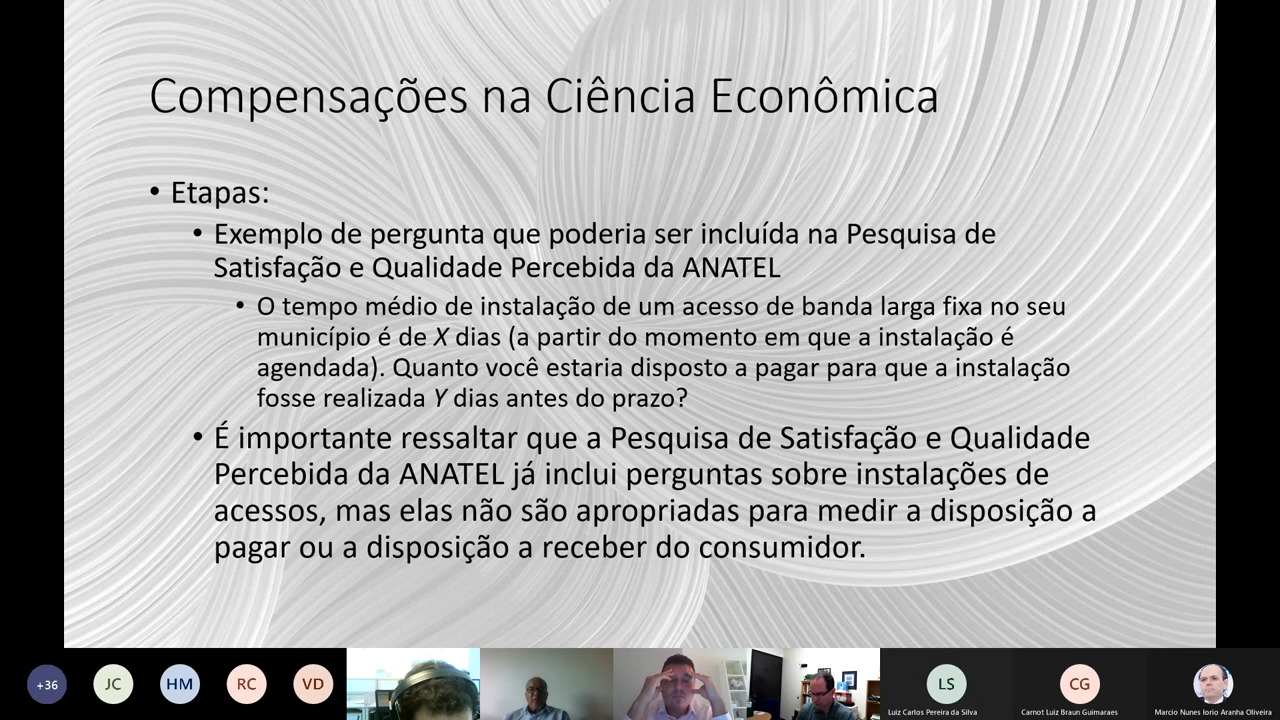 Compensações na Ciência Econômica
• Etapas:
• Exemplo de pergunta que poderia ser incluída na Pesquisa de
Satisfação e Qualidade Percebida da ANATEL
• O tempo médio de instalação de um acesso de banda larga fixa no seu
município é de X dias (a partir do momento em que a instalação é
agendada). Quanto você estaria disposto a pagar para que a instalação
fosse realizada Y dias antes do prazo?
• É importante ressaltar que a Pesquisa de Satisfação e Qualidade
Percebida da ANATEL já inclui perguntas sobre instalações de
acessos, mas elas não são apropriadas para medir a disposição a
pagar ou a disposição a receber do consumidor.
+36 JC HM RC VD LS CG
Luiz Carlos Pereira da Silva Carnot Luiz Braun Guimaraes Marcio Nunes Iorio Aranha Oliveira